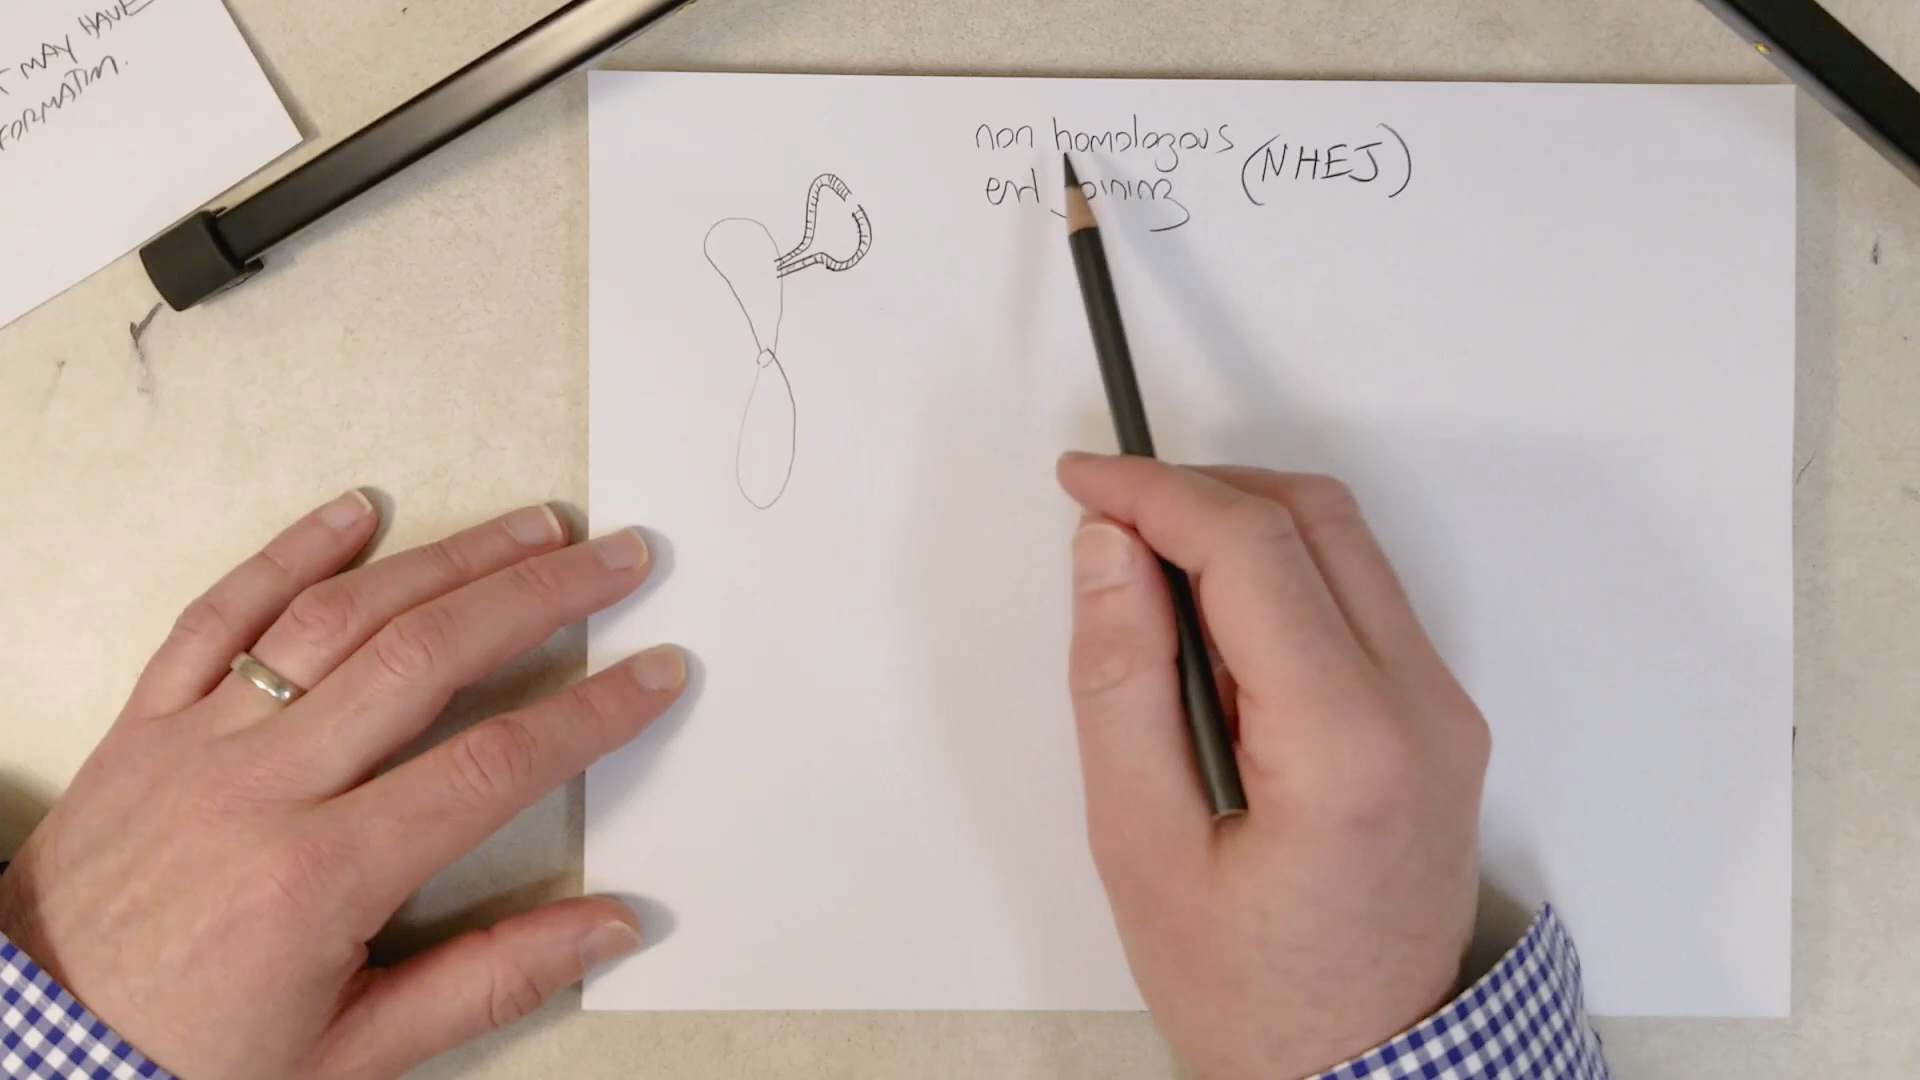 MAY HAVE
FORMATION.
non homologous
end joining
(NHEJ)